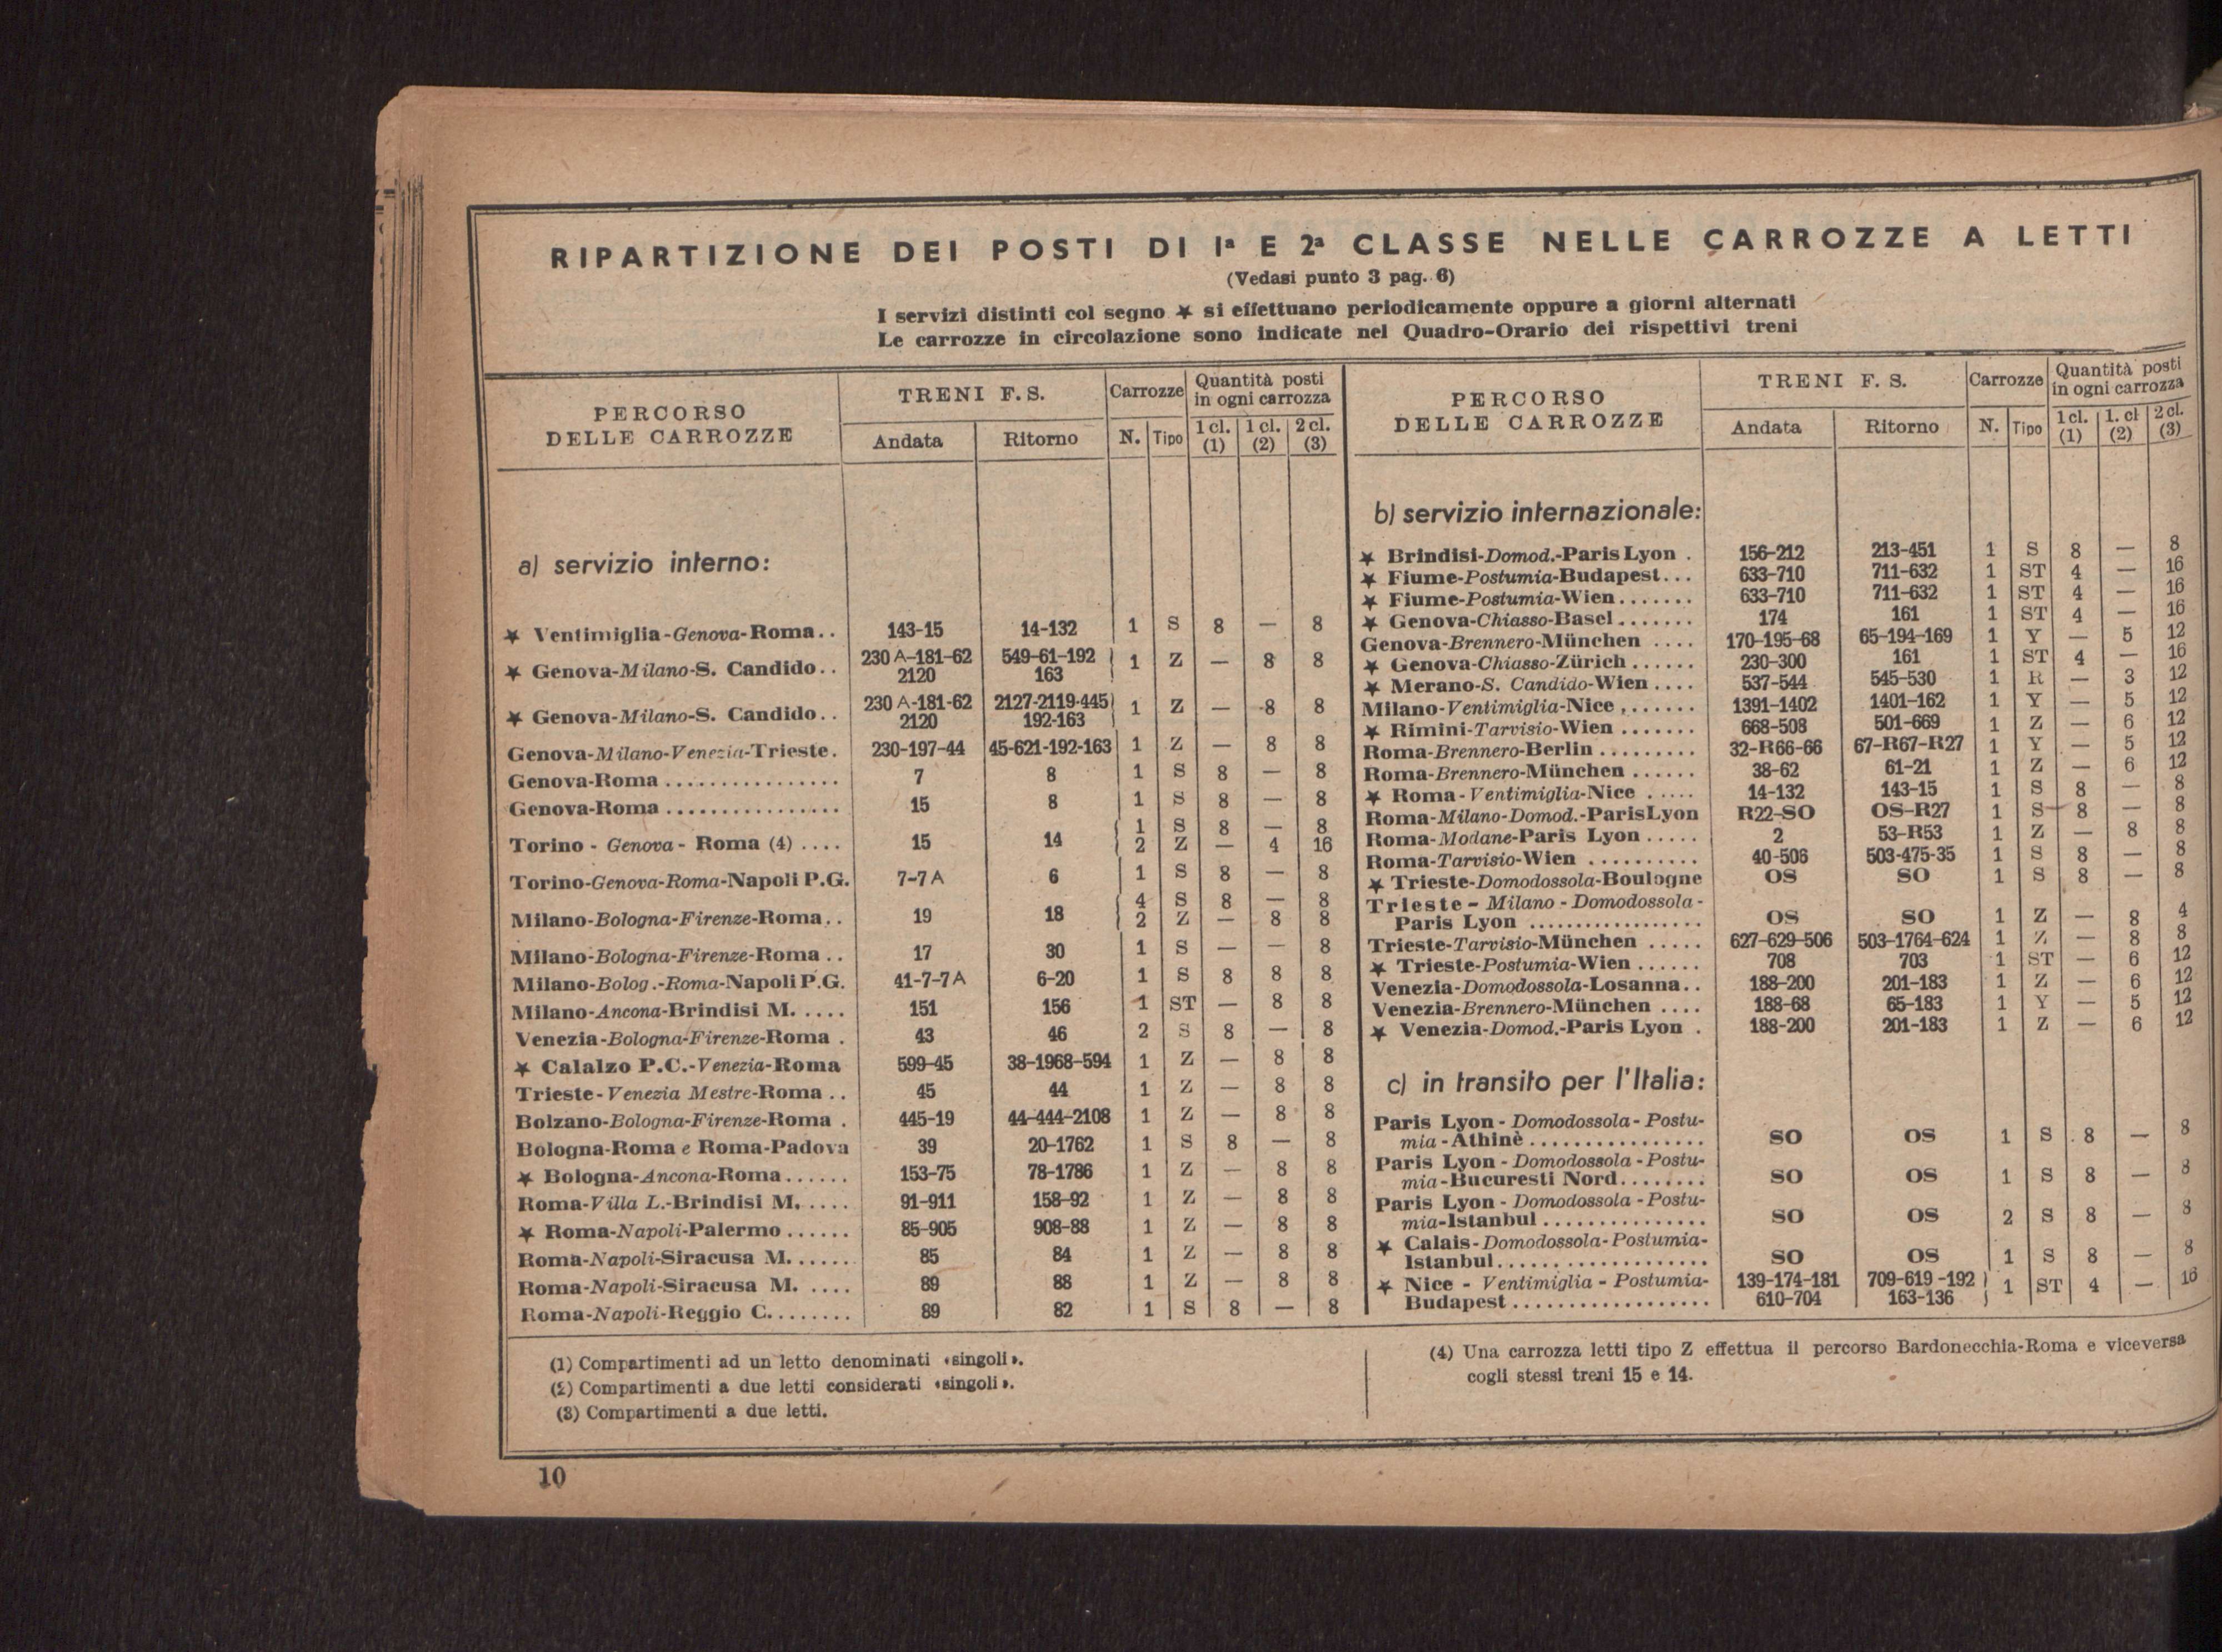 RIPARTIZIONE DEI POSTI DI Iª E 2ª CLASSE NELLE CARROZZE A LETTI
(Vedasi punto 3 pag. 6)
I servizi distinti col segno ★ si effettuano periodicamente oppure a giorni alternati
Le carrozze in circolazione sono indicate nel Quadro-Orario dei rispettivi treni
PERCORSO DELLE CARROZZE | TRENI F. S. | Carrozze | Quantità posti in ogni carrozza
Andata | Ritorno | N. | Tipo | 1 cl. (1) | 1 cl. (2) | 2 cl. (3)
a) servizio interno:
★ Ventimiglia-Genova-Roma.. 143-15 14-132 1 S 8 — 8
★ Genova-Milano-S. Candido.. 230 A-181-62 549-61-192 1 Z — 8 8
2120 163
★ Genova-Milano-S. Candido.. 230 A-181-62 2127-2119-445 1 Z — 8 8
2120 192-163
Genova-Milano-Venezia-Trieste. 230-197-44 45-621-192-163 1 Z — 8 8
Genova-Roma ................ 7 8 1 S 8 — 8
Genova-Roma ................ 15 8 1 S 8 — 8
Torino - Genova - Roma (4) .... 15 14 { 1 S 8 — 8
2 Z — 4 16
Torino-Genova-Roma-Napoli P.G. 7-7 A 6 1 S 8 — 8
Milano-Bologna-Firenze-Roma.. 19 18 { 4 S 8 — 8
2 Z — 8 8
Milano-Bologna-Firenze-Roma .. 17 30 1 S — — 8
Milano-Bolog.-Roma-Napoli P.G. 41-7-7 A 6-20 1 S 8 8 8
Milano-Ancona-Brindisi M. .... 151 156 1 ST — 8 8
Venezia-Bologna-Firenze-Roma . 43 46 2 S 8 — 8
★ Calalzo P.C.-Venezia-Roma 599-45 38-1968-594 1 Z — 8 8
Trieste-Venezia Mestre-Roma .. 45 44 1 Z — 8 8
Bolzano-Bologna-Firenze-Roma . 445-19 44-444-2108 1 Z — 8 8
Bologna-Roma e Roma-Padova 39 20-1762 1 S 8 — 8
★ Bologna-Ancona-Roma...... 153-75 78-1786 1 Z — 8 8
Roma-Villa L.-Brindisi M. .... 91-911 158-92 1 Z — 8 8
★ Roma-Napoli-Palermo ...... 85-905 908-88 1 Z — 8 8
Roma-Napoli-Siracusa M. ...... 85 84 1 Z — 8 8
Roma-Napoli-Siracusa M. .... 89 88 1 Z — 8 8
Roma-Napoli-Reggio C........ 89 82 1 S 8 — 8
PERCORSO DELLE CARROZZE | TRENI F. S. | Carrozze | Quantità posti in ogni carrozza
Andata | Ritorno | N. | Tipo | 1 cl. (1) | 1. cl (2) | 2 cl. (3)
b) servizio internazionale:
★ Brindisi-Domod.-Paris Lyon . 156-212 213-451 1 S 8 — 8
★ Fiume-Postumia-Budapest... 633-710 711-632 1 ST 4 — 16
★ Fiume-Postumia-Wien....... 633-710 711-632 1 ST 4 — 16
★ Genova-Chiasso-Basel....... 174 161 1 ST 4 — 16
Genova-Brennero-München .... 170-195-68 65-194-169 1 Y — 5 12
★ Genova-Chiasso-Zürich ...... 230-300 161 1 ST 4 — 16
★ Merano-S. Candido-Wien.... 537-544 545-530 1 R — 3 12
Milano-Ventimiglia-Nice ....... 1391-1402 1401-162 1 Y — 5 12
★ Rimini-Tarvisio-Wien ....... 668-508 501-669 1 Z — 6 12
Roma-Brennero-Berlin ......... 32-R66-66 67-R67-R27 1 Y — 5 12
Roma-Brennero-München ...... 38-62 61-21 1 Z — 6 12
★ Roma-Ventimiglia-Nice ..... 14-132 143-15 1 S 8 — 8
Roma-Milano-Domod.-Paris Lyon R22-SO OS-R27 1 S 8 — 8
Roma-Modane-Paris Lyon ..... 2 53-R53 1 Z — 8 8
Roma-Tarvisio-Wien .......... 40-506 503-475-35 1 S 8 — 8
★ Trieste-Domodossola-Boulogne OS SO 1 S 8 — 8
Trieste - Milano - Domodossola -
Paris Lyon ................. OS SO 1 Z — 8 4
Trieste-Tarvisio-München ..... 627-629-506 503-1764-624 1 Z — 8 8
★ Trieste-Postumia-Wien ...... 708 703 1 ST — 6 12
Venezia-Domodossola-Losanna.. 188-200 201-183 1 Z — 6 12
Venezia-Brennero-München .... 188-68 65-183 1 Y — 5 12
★ Venezia-Domod.-Paris Lyon . 188-200 201-183 1 Z — 6 12
c) in transito per l'Italia:
Paris Lyon - Domodossola - Postu-
mia - Athinè ................ SO OS 1 S 8 — 8
Paris Lyon - Domodossola - Postu-
mia-Bucuresti Nord........ SO OS 1 S 8 — 8
Paris Lyon - Domodossola - Postu-
mia-Istanbul ............... SO OS 2 S 8 — 8
★ Calais-Domodossola-Postumia-
Istanbul................... SO OS 1 S 8 — 8
★ Nice - Ventimiglia - Postumia- 139-174-181 709-619-192 1 ST 4 — 16
Budapest.................. 610-704 163-136
(1) Compartimenti ad un letto denominati «singoli».
(2) Compartimenti a due letti considerati «singoli».
(3) Compartimenti a due letti.
(4) Una carrozza letti tipo Z effettua il percorso Bardonecchia-Roma e viceversa
cogli stessi treni 15 e 14.
10